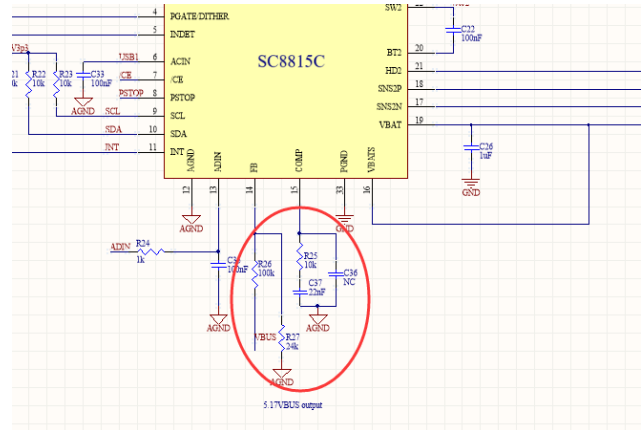 SW2
4
PGATE/DITHER
C22
100nF
5
INDET
20
BT2
SC8815C
V3p3
USB1
6
ACIN
HD2
21
R22
10k
R23
10k
C33
100nF
/CE
7
/CE
SNS2P
18
PSTOP
8
PSTOP
SNS2N
17
AGND
SCL
9
SCL
VBAT
19
SDA
10
SDA
C26
1uF
INT
11
INT
AGND
ADIN
FB
COMP
PGND
VBATS
12
13
14
15
33
16
GND
AGND
GND
ADIN
R24
1k
100nF
R26
100k
R25
10k
C36
NC
C37
22nF
AGND
AGND
VBUS
R27
24k
AGND
5.17VBUS output